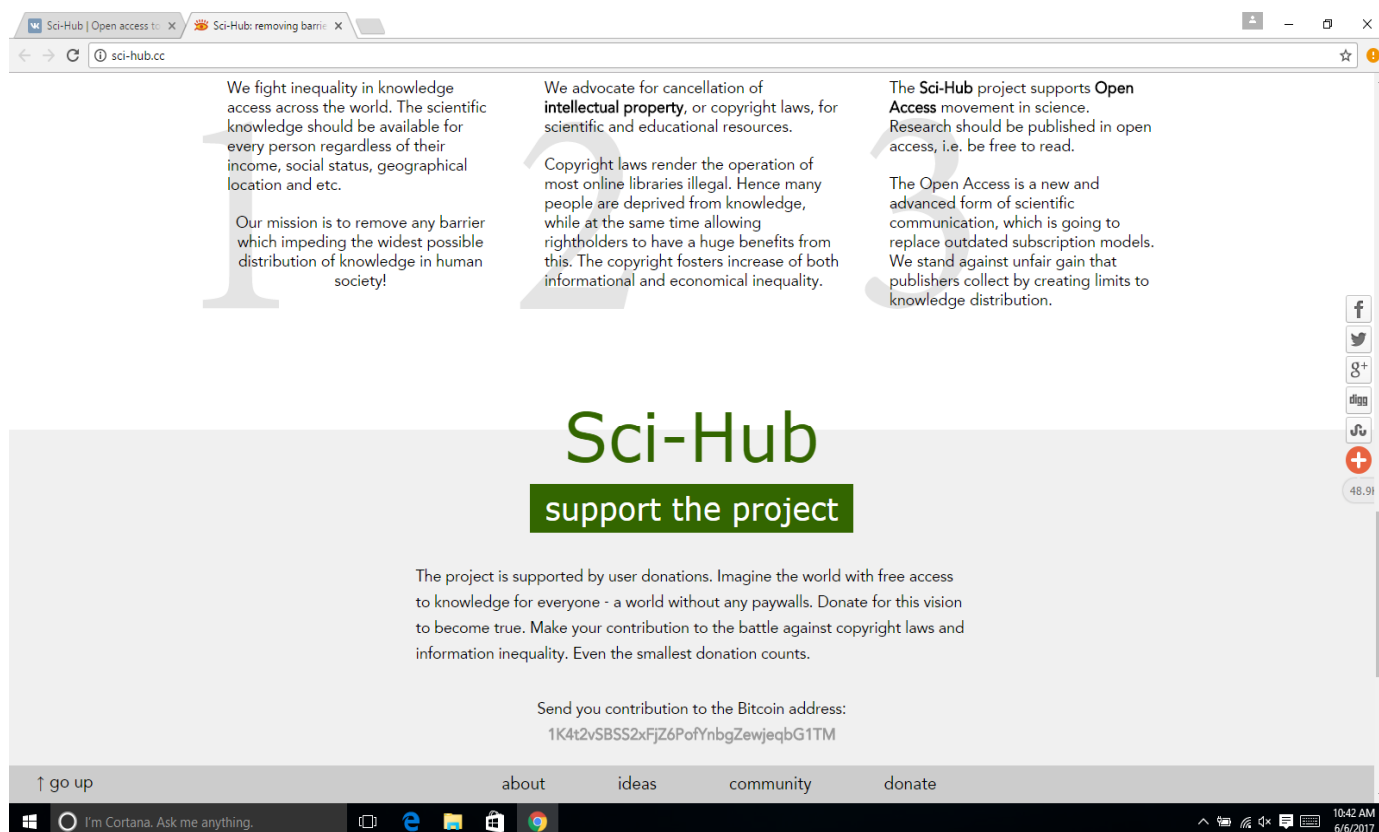 Sci-Hub | Open access to
Sci-Hub: removing barrie
sci-hub.cc
We fight inequality in knowledge
access across the world. The scientific
knowledge should be available for
every person regardless of their
income, social status, geographical
location and etc.
Our mission is to remove any barrier
which impeding the widest possible
distribution of knowledge in human
society!
1
We advocate for cancellation of
intellectual property, or copyright laws, for
scientific and educational resources.
Copyright laws render the operation of
most online libraries illegal. Hence many
people are deprived from knowledge,
while at the same time allowing
rightholders to have a huge benefits from
this. The copyright fosters increase of both
informational and economical inequality.
2
The Sci-Hub project supports Open
Access movement in science.
Research should be published in open
access, i.e. be free to read.
The Open Access is a new and
advanced form of scientific
communication, which is going to
replace outdated subscription models.
We stand against unfair gain that
publishers collect by creating limits to
knowledge distribution.
3
f
g+
digg
48.9
Sci-Hub
support the project
The project is supported by user donations. Imagine the world with free access
to knowledge for everyone - a world without any paywalls. Donate for this vision
to become true. Make your contribution to the battle against copyright laws and
information inequality. Even the smallest donation counts.
Send you contribution to the Bitcoin address:
1K4t2vSBSS2xFjZ6PofYnbgZewjeqbG1TM
↑ go up
about
ideas
community
donate
I'm Cortana. Ask me anything.
10:42 AM
6/6/2017